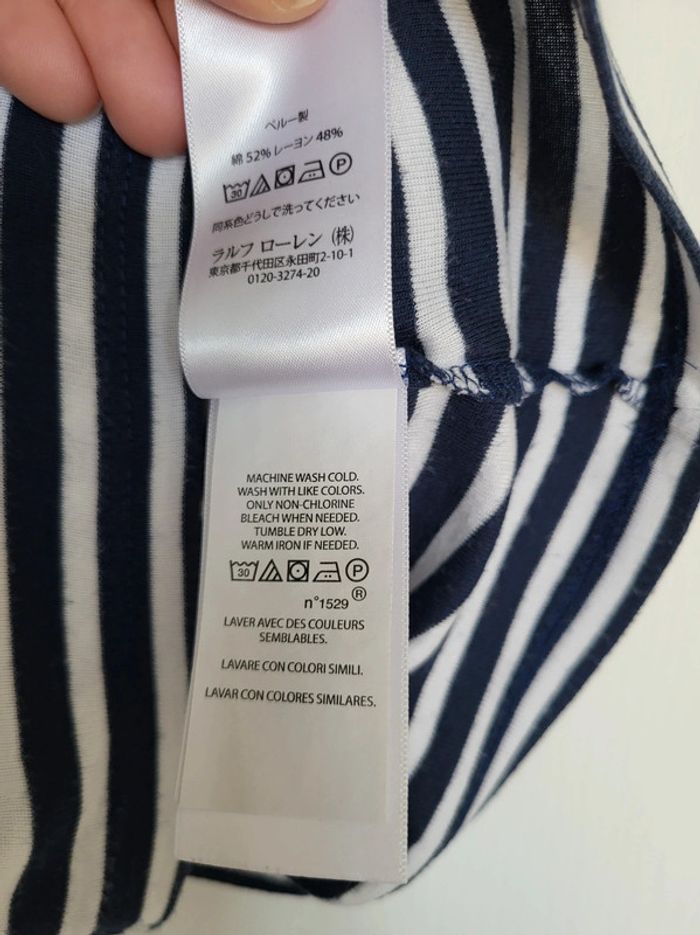 ペルー製
綿 52% レーヨン 48%
30 P
同系色どうしで洗ってください
ラルフ ローレン (株)
東京都千代田区永田町2-10-1
0120-3274-20
MACHINE WASH COLD.
WASH WITH LIKE COLORS.
ONLY NON-CHLORINE
BLEACH WHEN NEEDED.
TUMBLE DRY LOW.
WARM IRON IF NEEDED.
30 P
®
n°1529
LAVER AVEC DES COULEURS
SEMBLABLES.
LAVARE CON COLORI SIMILI.
LAVAR CON COLORES SIMILARES.